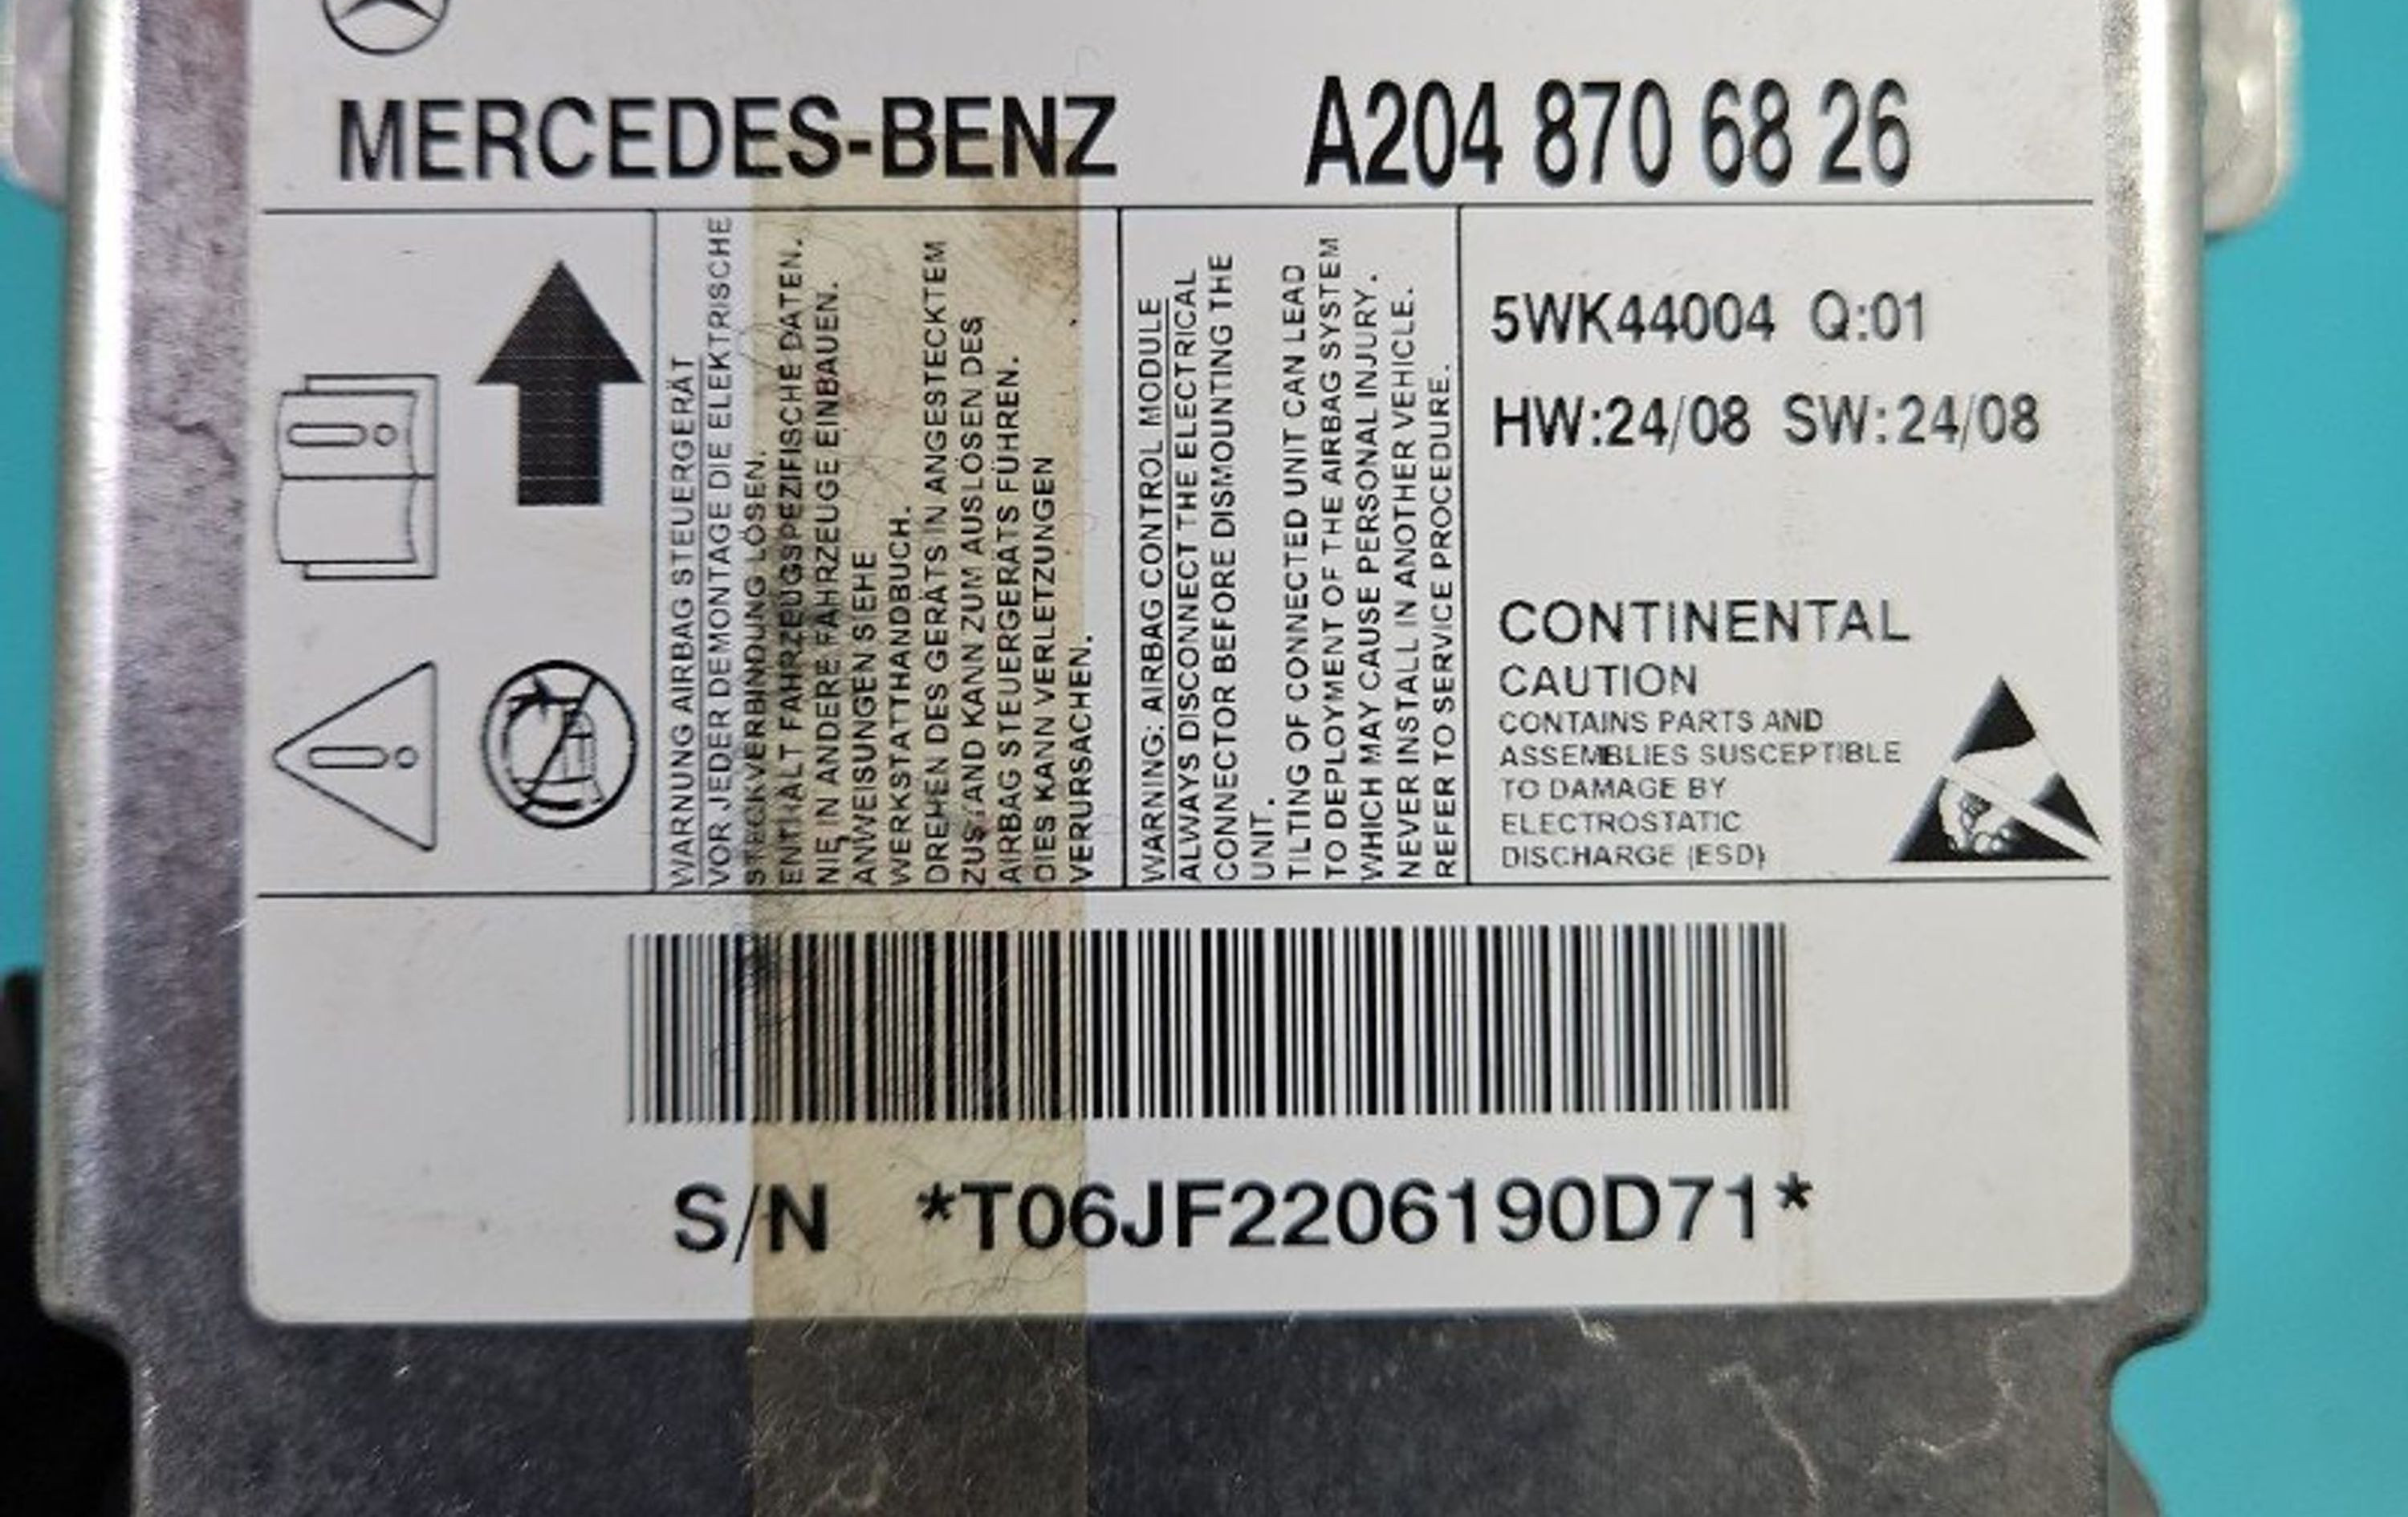 MERCEDES-BENZ
A204 870 68 26
WARNUNG AIRBAG STEUERGERÄT
VOR JEDER DEMONTAGE DIE ELEKTRISCHE
STECKVERBINDUNG LÖSEN.
ENTHÄLT FAHRZEUGSPEZIFISCHE DATEN.
NIE IN ANDERE FAHRZEUGE EINBAUEN.
ANWEISUNGEN SIEHE
WERKSTATTHANDBUCH.
DREHEN DES GERÄTS IN ANGESTECKTEM
ZUSTAND KANN ZUM AUSLÖSEN DES
AIRBAG STEUERGERÄTS FÜHREN.
DIES KANN VERLETZUNGEN
VERURSACHEN.
WARNING: AIRBAG CONTROL MODULE
ALWAYS DISCONNECT THE ELECTRICAL
CONNECTOR BEFORE DISMOUNTING THE
UNIT.
TILTING OF CONNECTED UNIT CAN LEAD
TO DEPLOYMENT OF THE AIRBAG SYSTEM
WHICH MAY CAUSE PERSONAL INJURY.
NEVER INSTALL IN ANOTHER VEHICLE.
REFER TO SERVICE PROCEDURE.
5WK44004 Q:01
HW:24/08 SW:24/08
CONTINENTAL
CAUTION
CONTAINS PARTS AND
ASSEMBLIES SUSCEPTIBLE
TO DAMAGE BY
ELECTROSTATIC
DISCHARGE (ESD)
S/N *T06JF2206190D71*